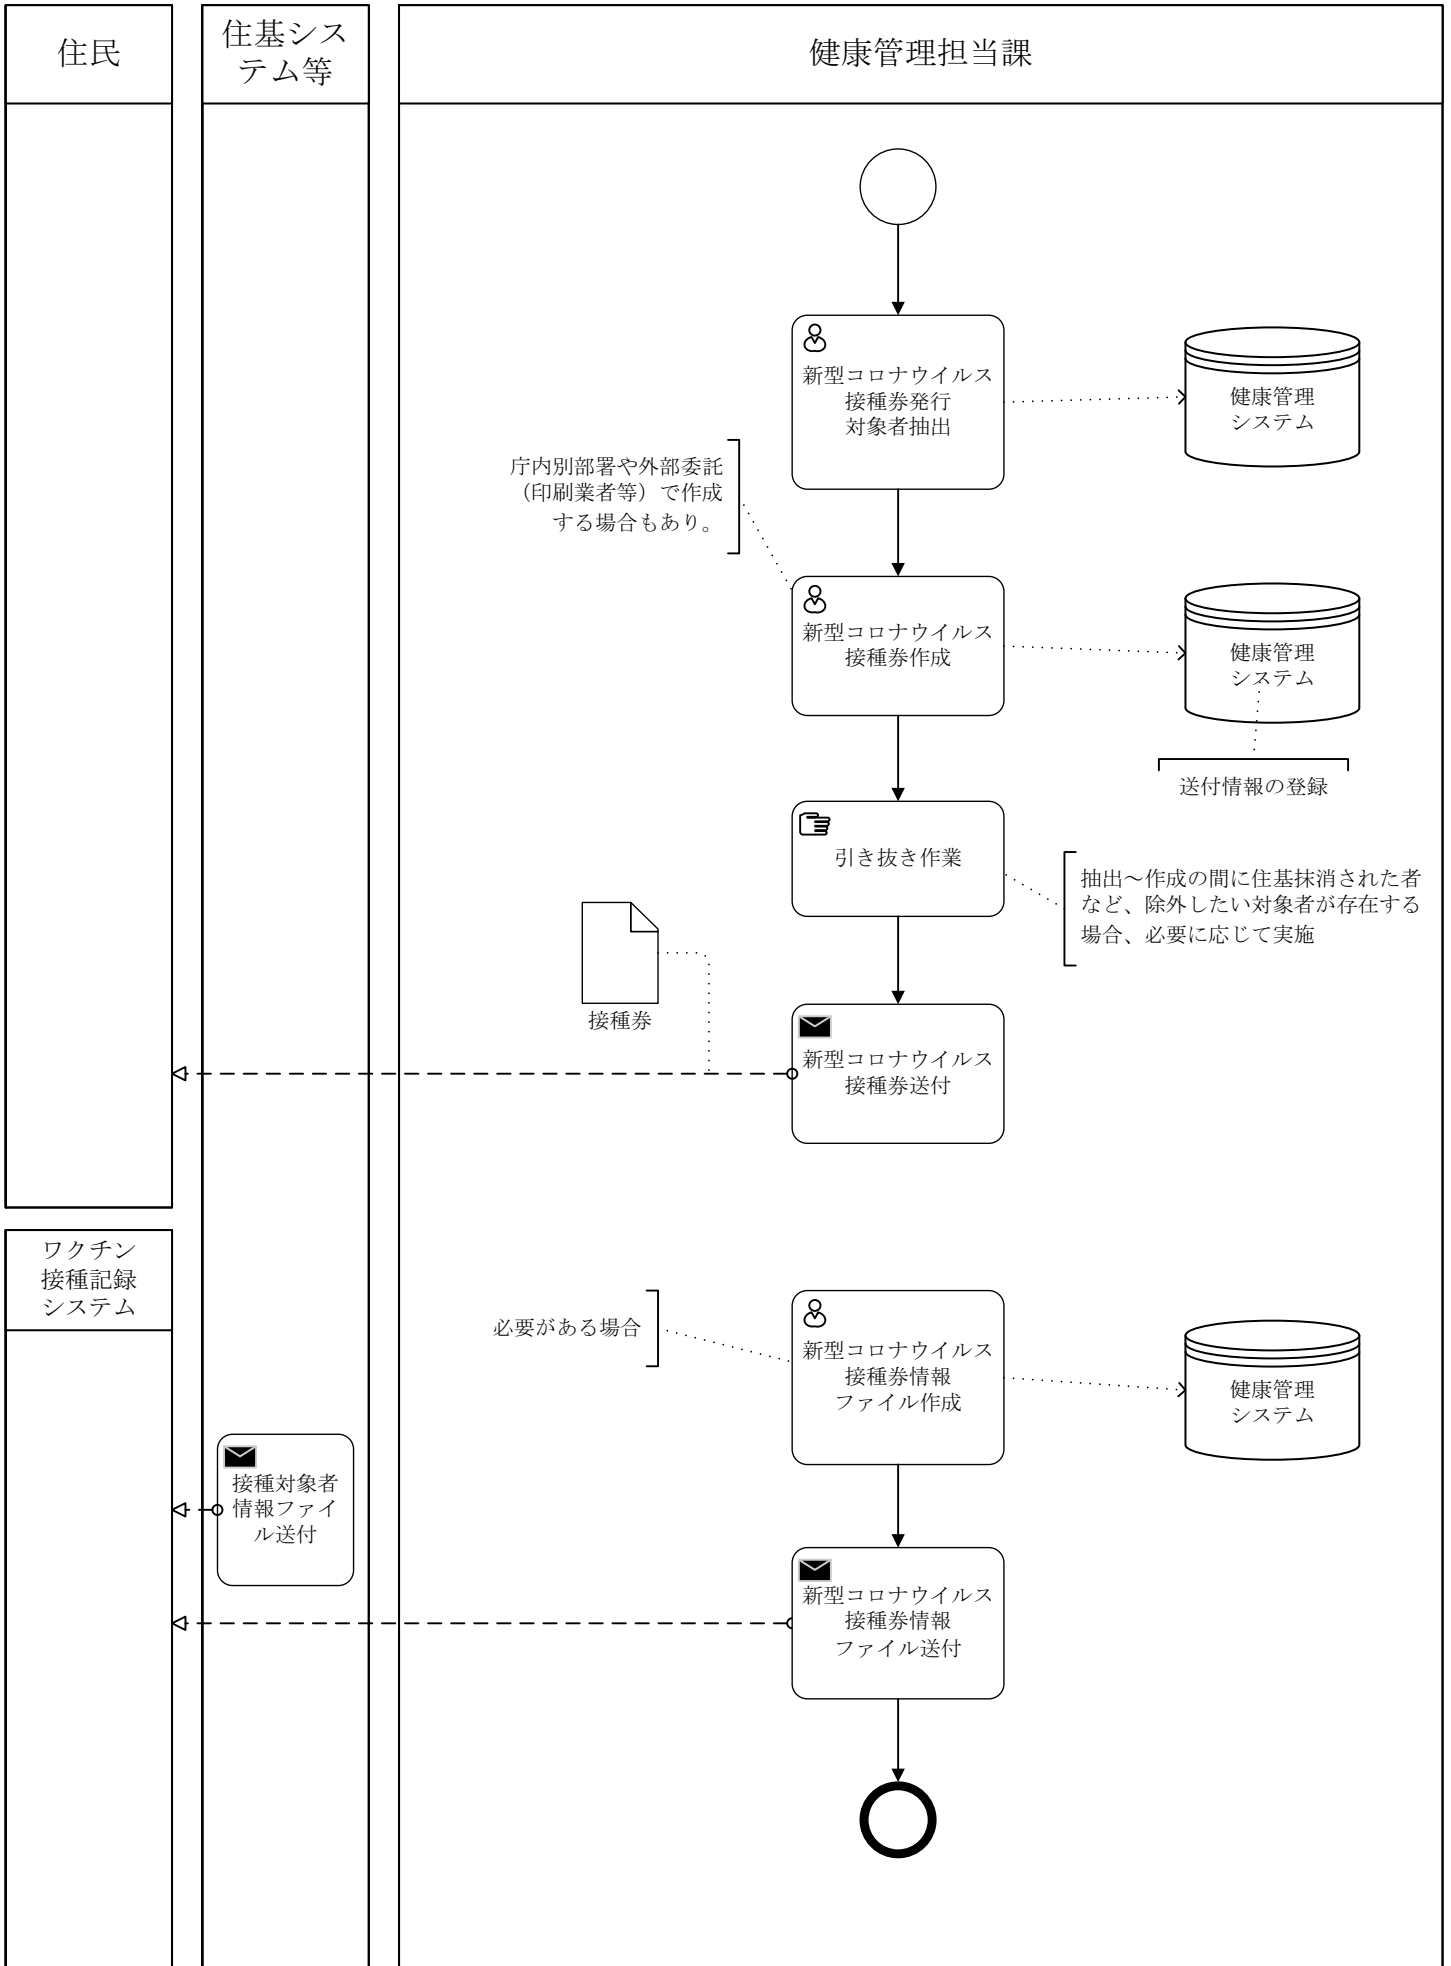 住民
住基シス
テム等
健康管理担当課
新型コロナウイルス
接種券発行
対象者抽出
健康管理
システム
庁内別部署や外部委託
（印刷業者等）で作成
する場合もあり。
新型コロナウイルス
接種券作成
健康管理
システム
送付情報の登録
引き抜き作業
抽出～作成の間に住基抹消された者
など、除外したい対象者が存在する
場合、必要に応じて実施
接種券
新型コロナウイルス
接種券送付
ワクチン
接種記録
システム
必要がある場合
新型コロナウイルス
接種券情報
ファイル作成
健康管理
システム
接種対象者
情報ファイ
ル送付
新型コロナウイルス
接種券情報
ファイル送付